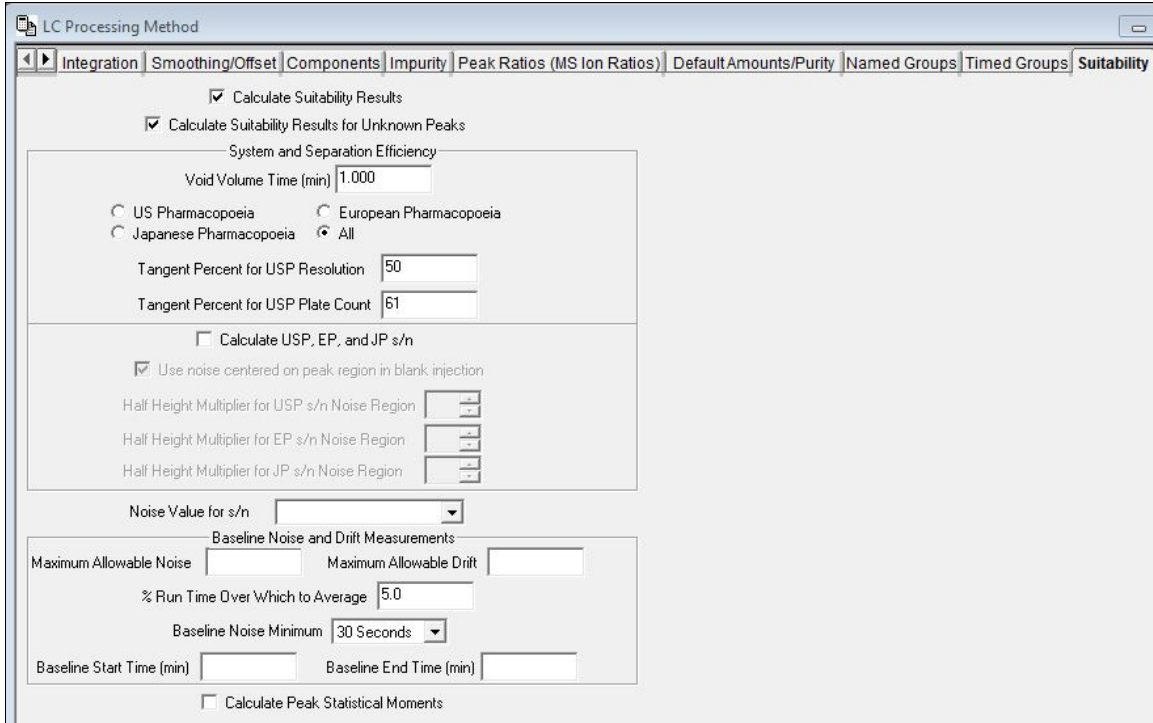 LC Processing Method
Integration Smoothing/Offset Components Impurity Peak Ratios (MS Ion Ratios) Default Amounts/Purity Named Groups Timed Groups Suitability
Calculate Suitability Results
Calculate Suitability Results for Unknown Peaks
System and Separation Efficiency
Void Volume Time (min) 1.000
US Pharmacopoeia European Pharmacopoeia
Japanese Pharmacopoeia All
Tangent Percent for USP Resolution 50
Tangent Percent for USP Plate Count 61
Calculate USP, EP, and JP s/n
Use noise centered on peak region in blank injection
Half Height Multiplier for USP s/n Noise Region
Half Height Multiplier for EP s/n Noise Region
Half Height Multiplier for JP s/n Noise Region
Noise Value for s/n
Baseline Noise and Drift Measurements
Maximum Allowable Noise Maximum Allowable Drift
% Run Time Over Which to Average 5.0
Baseline Noise Minimum 30 Seconds
Baseline Start Time (min) Baseline End Time (min)
Calculate Peak Statistical Moments